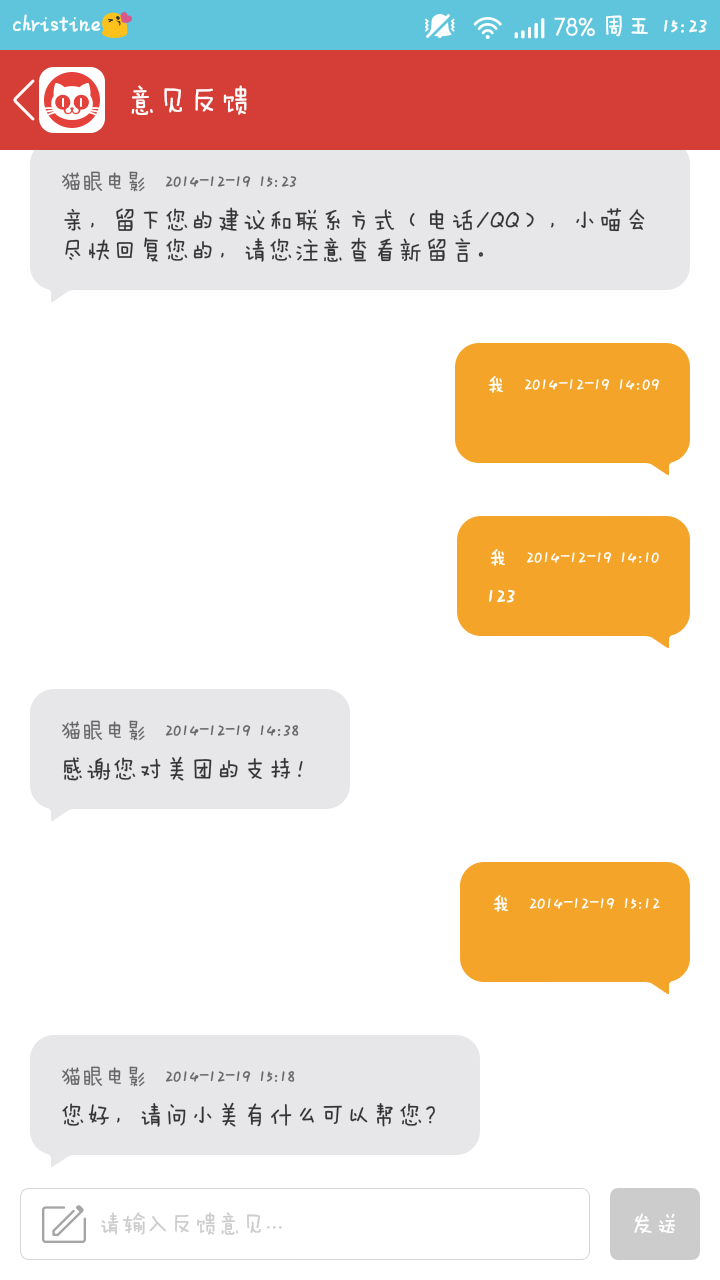 christine 78% 周五 15:23
意见反馈
猫眼电影 2014-12-19 15:23
亲，留下您的建议和联系方式（电话/QQ），小喵会
尽快回复您的，请您注意查看新留言。
我 2014-12-19 14:09
我 2014-12-19 14:10
123
猫眼电影 2014-12-19 14:38
感谢您对美团的支持！
我 2014-12-19 15:12
猫眼电影 2014-12-19 15:18
您好，请问小美有什么可以帮您？
请输入反馈意见... 发送